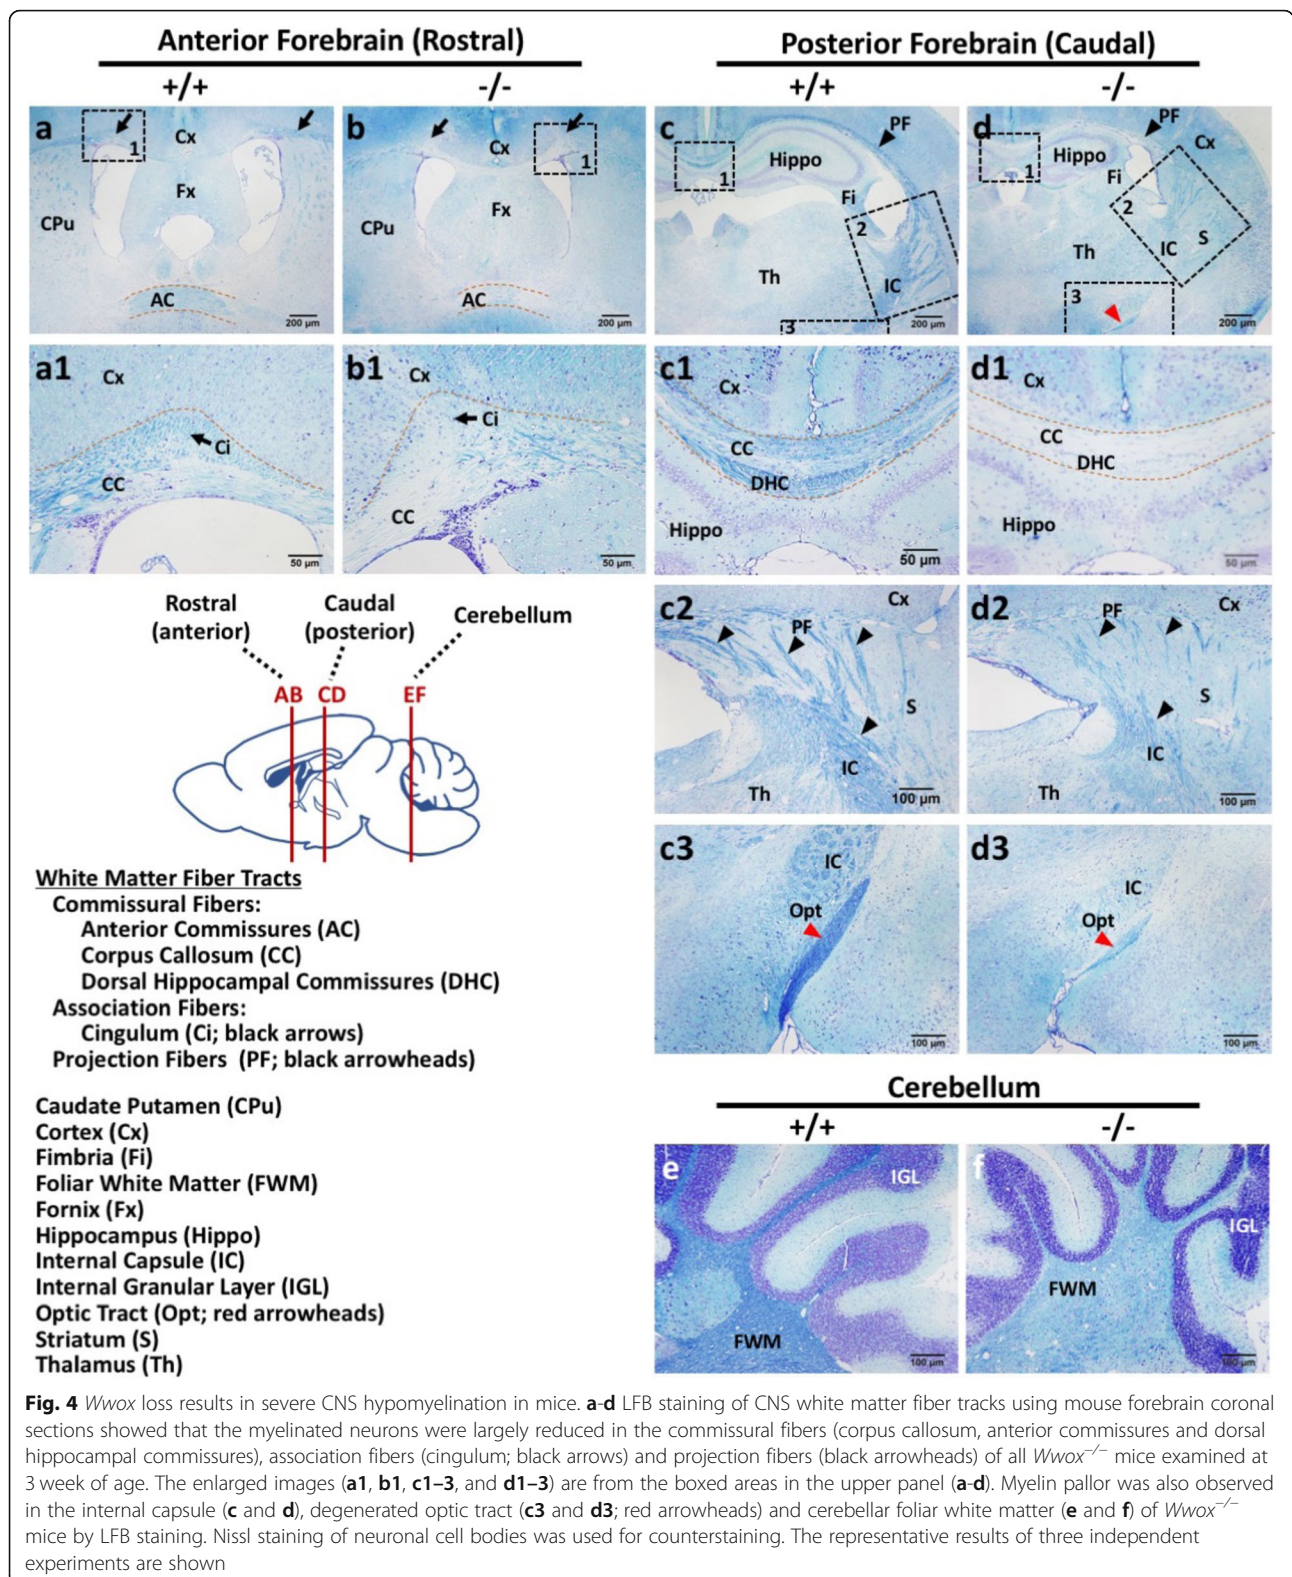 Anterior Forebrain (Rostral)
+/+
-/-
a
1
Cx
Fx
CPu
AC
200 µm
b
1
Cx
Fx
CPu
AC
200 µm
a1
Cx
Ci
CC
50 µm
b1
Cx
Ci
CC
50 µm
Posterior Forebrain (Caudal)
+/+
-/-
c
PF
1
Hippo
Fi
2
Th
IC
3
200 µm
d
PF
Cx
1
Hippo
Fi
2
Th
IC
S
3
200 µm
c1
Cx
CC
DHC
Hippo
50 µm
d1
Cx
CC
DHC
Hippo
50 µm
c2
Cx
PF
S
IC
Th
100 µm
d2
PF
Cx
S
IC
Th
100 µm
c3
IC
Opt
100 µm
d3
IC
Opt
100 µm
Rostral
(anterior)
Caudal
(posterior)
Cerebellum
AB
CD
EF
White Matter Fiber Tracts
Commissural Fibers:
Anterior Commissures (AC)
Corpus Callosum (CC)
Dorsal Hippocampal Commissures (DHC)
Association Fibers:
Cingulum (Ci; black arrows)
Projection Fibers (PF; black arrowheads)
Caudate Putamen (CPu)
Cortex (Cx)
Fimbria (Fi)
Foliar White Matter (FWM)
Fornix (Fx)
Hippocampus (Hippo)
Internal Capsule (IC)
Internal Granular Layer (IGL)
Optic Tract (Opt; red arrowheads)
Striatum (S)
Thalamus (Th)
Cerebellum
+/+
-/-
e
IGL
FWM
100 µm
f
IGL
FWM
100 µm
Fig. 4 Wwox loss results in severe CNS hypomyelination in mice. a-d LFB staining of CNS white matter fiber tracks using mouse forebrain coronal
sections showed that the myelinated neurons were largely reduced in the commissural fibers (corpus callosum, anterior commissures and dorsal
hippocampal commissures), association fibers (cingulum; black arrows) and projection fibers (black arrowheads) of all Wwox−/− mice examined at
3 week of age. The enlarged images (a1, b1, c1–3, and d1–3) are from the boxed areas in the upper panel (a-d). Myelin pallor was also observed
in the internal capsule (c and d), degenerated optic tract (c3 and d3; red arrowheads) and cerebellar foliar white matter (e and f) of Wwox−/−
mice by LFB staining. Nissl staining of neuronal cell bodies was used for counterstaining. The representative results of three independent
experiments are shown